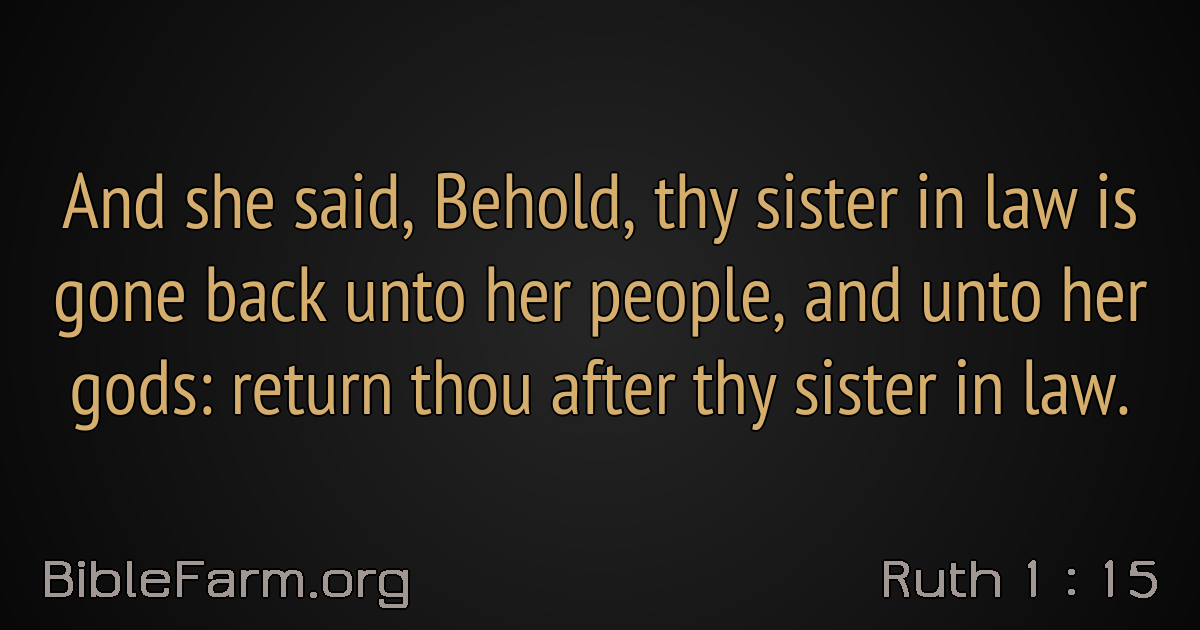 And she said, Behold, thy sister in law is
gone back unto her people, and unto her
gods: return thou after thy sister in law.
BibleFarm.org
Ruth 1 : 15